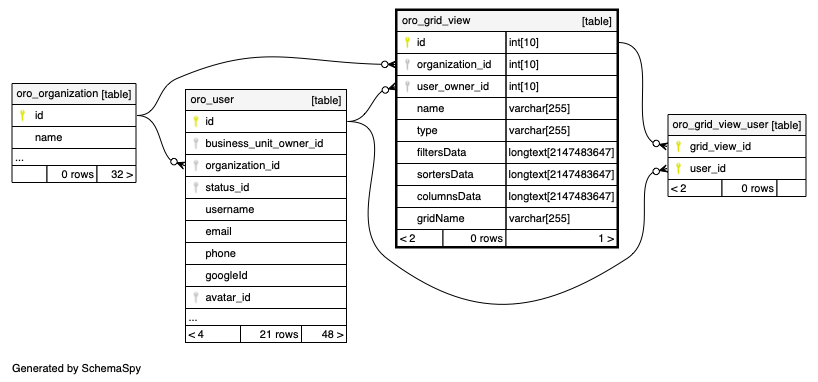 oro_organization [table]
id
name
...
0 rows 32 >
oro_user [table]
id
business_unit_owner_id
organization_id
status_id
username
email
phone
googleId
avatar_id
...
< 4 21 rows 48 >
oro_grid_view [table]
id int[10]
organization_id int[10]
user_owner_id int[10]
name varchar[255]
type varchar[255]
filtersData longtext[2147483647]
sortersData longtext[2147483647]
columnsData longtext[2147483647]
gridName varchar[255]
< 2 0 rows 1 >
oro_grid_view_user [table]
grid_view_id
user_id
< 2 0 rows
Generated by SchemaSpy